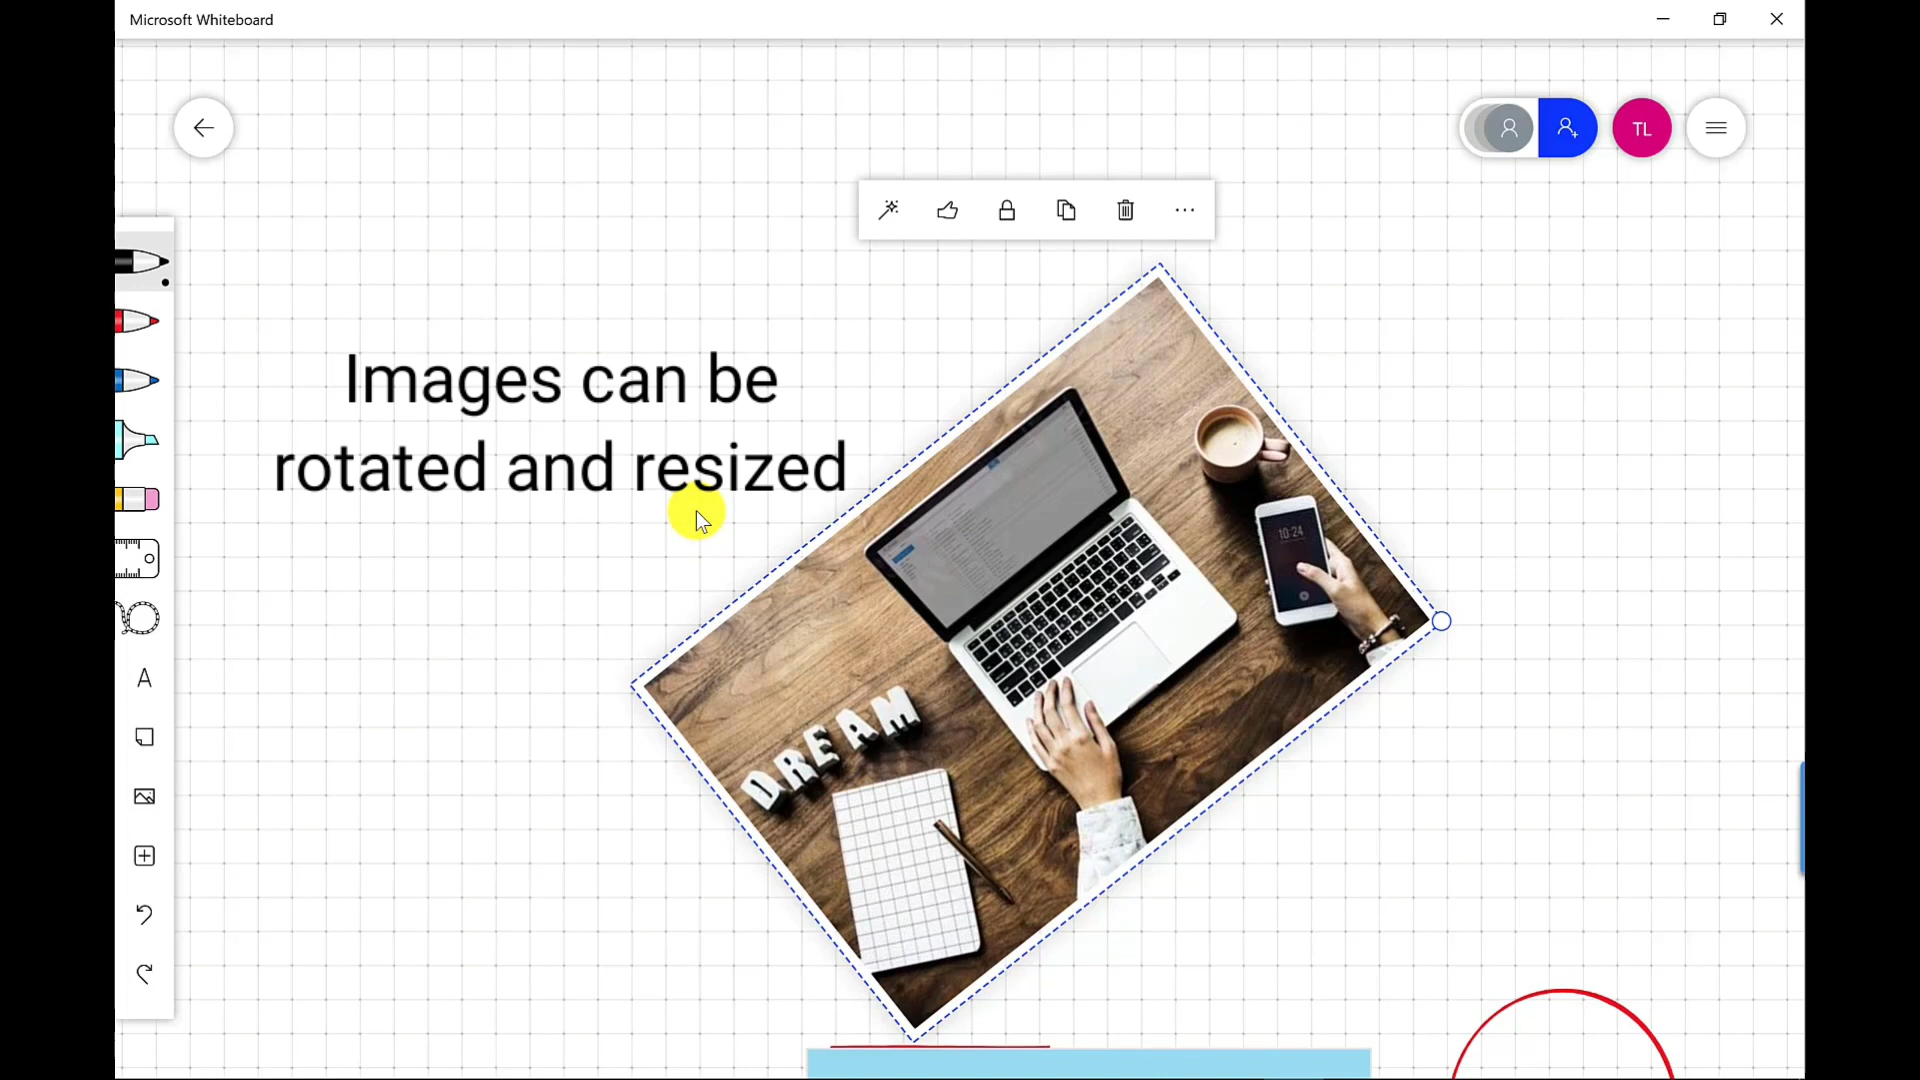 Microsoft Whiteboard
TL
Images can be
rotated and resized
10:24
DREAM
A